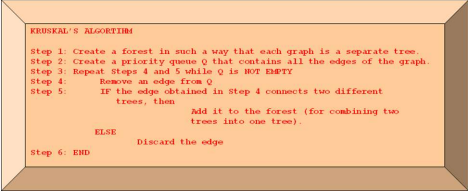 KRUSKAL'S ALGORTIHM
Step 1: Create a forest in such a way that each graph is a separate tree.
Step 2: Create a priority queue Q that contains all the edges of the graph.
Step 3: Repeat Steps 4 and 5 while Q is NOT EMPTY
Step 4: Remove an edge from Q
Step 5: IF the edge obtained in Step 4 connects two different
trees, then
Add it to the forest (for combining two
trees into one tree).
ELSE
Discard the edge
Step 6: END